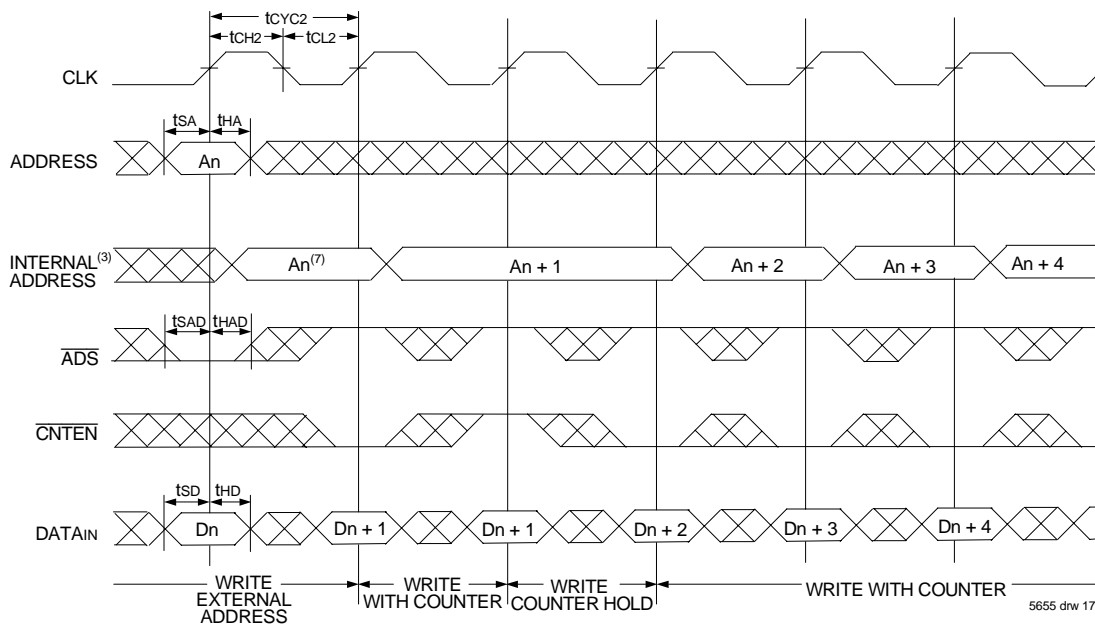 tCYC2
tCH2 tCL2
CLK
tSA tHA
ADDRESS An
INTERNAL(3) ADDRESS An(7) An + 1 An + 2 An + 3 An + 4
tSAD tHAD
ADS
CNTEN
tSD tHD
DATAIN Dn Dn + 1 Dn + 1 Dn + 2 Dn + 3 Dn + 4
WRITE EXTERNAL ADDRESS
WRITE WITH COUNTER
WRITE COUNTER HOLD
WRITE WITH COUNTER
5655 drw 17